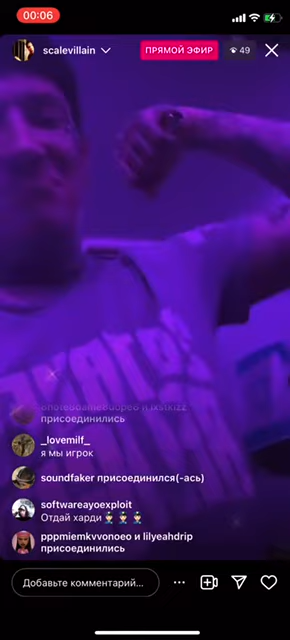 00:06
scalevillain
ПРЯМОЙ ЭФИР
49
присоединились
_lovemilf_
я мы игрок
soundfaker присоединился(-ась)
softwareayoexploit
Отдай харди
pppmiemkvvonoeo и lilyeahdrip
присоединились
Добавьте комментарий...